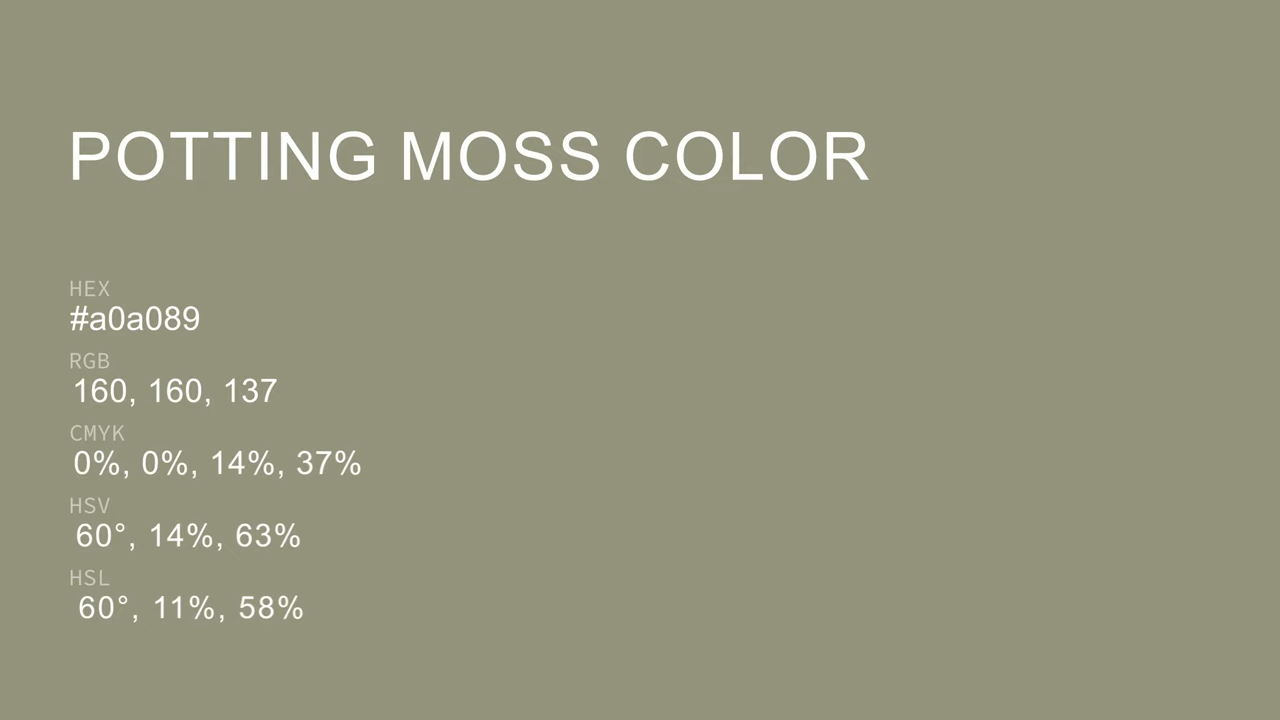 POTTING MOSS COLOR
HEX
#a0a089
RGB
160, 160, 137
CMYK
0%, 0%, 14%, 37%
HSV
60°, 14%, 63%
HSL
60°, 11%, 58%